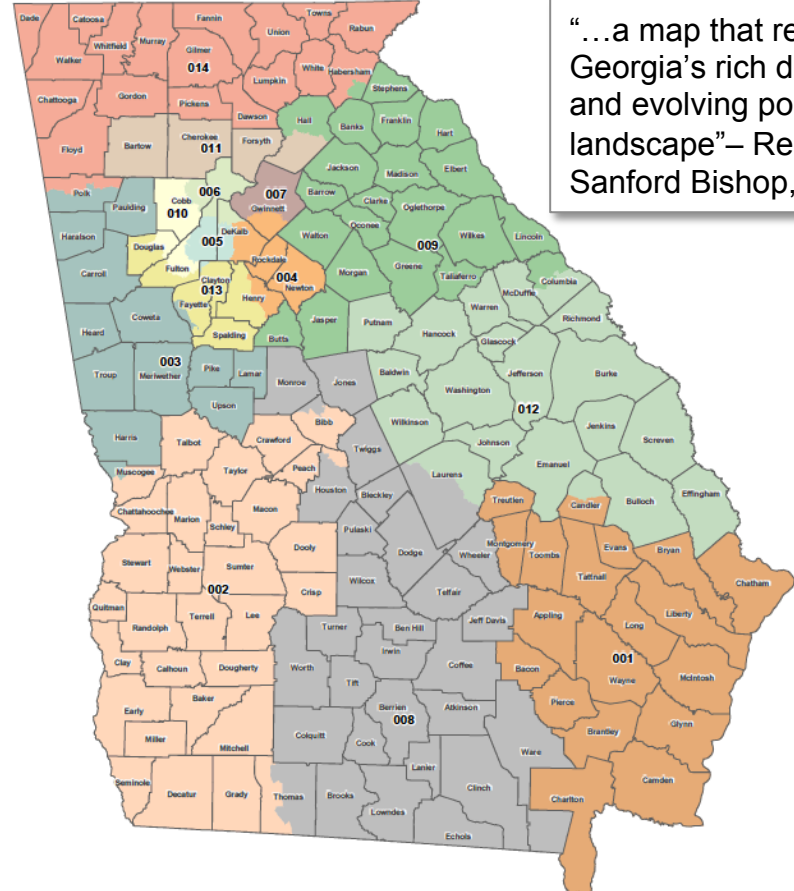 “…a map that re
Georgia’s rich d
and evolving po
landscape”– Re
Sanford Bishop,
Dade Catoosa Fannin Towns Rabun
Whitfield Murray Union
Walker Gilmer
014
White Habersham
Lumpkin
Chattooga Gordon Pickens Stephens
Dawson
Hall Banks Franklin Hart
Floyd Bartow Cherokee Forsyth
011
Jackson Madison Elbert
Polk 006 007 Barrow Clarke
Paulding Cobb Gwinnett Oglethorpe
010
Haralson DeKalb Oconee Wilkes Lincoln
005 Walton 009
Douglas Rockdale
Carroll Fulton Clayton 004 Morgan Greene Taliaferro Columbia
013 Newton
Fayette Henry McDuffie
Warren
Heard Coweta Spalding Butts Jasper Putnam Hancock Richmond
Glascock
003
Troup Meriwether Pike Lamar Monroe Jones Baldwin Jefferson Burke
Washington
Upson 012
Harris Bibb Wilkinson Jenkins
Talbot Crawford Twiggs Johnson Screven
Muscogee Taylor Peach Emanuel
Laurens
Chattahoochee Marion Macon Houston Bleckley Treutlen Candler Bulloch Effingham
Schley
Stewart Webster Sumter Dooly Pulaski Dodge Wheeler Montgomery Toombs Evans Bryan
002 Tattnall Chatham
Quitman Crisp Wilcox Telfair
Randolph Terrell Lee Turner Ben Hill Jeff Davis Appling Long Liberty
Irwin
Clay Calhoun Dougherty Worth Coffee Bacon 001 McIntosh
Tift Wayne
Early Baker Berrien Atkinson Pierce
008
Miller Mitchell Colquitt Cook Ware Brantley Glynn
Lanier
Seminole Decatur Grady Thomas Brooks Clinch Charlton Camden
Lowndes
Echols